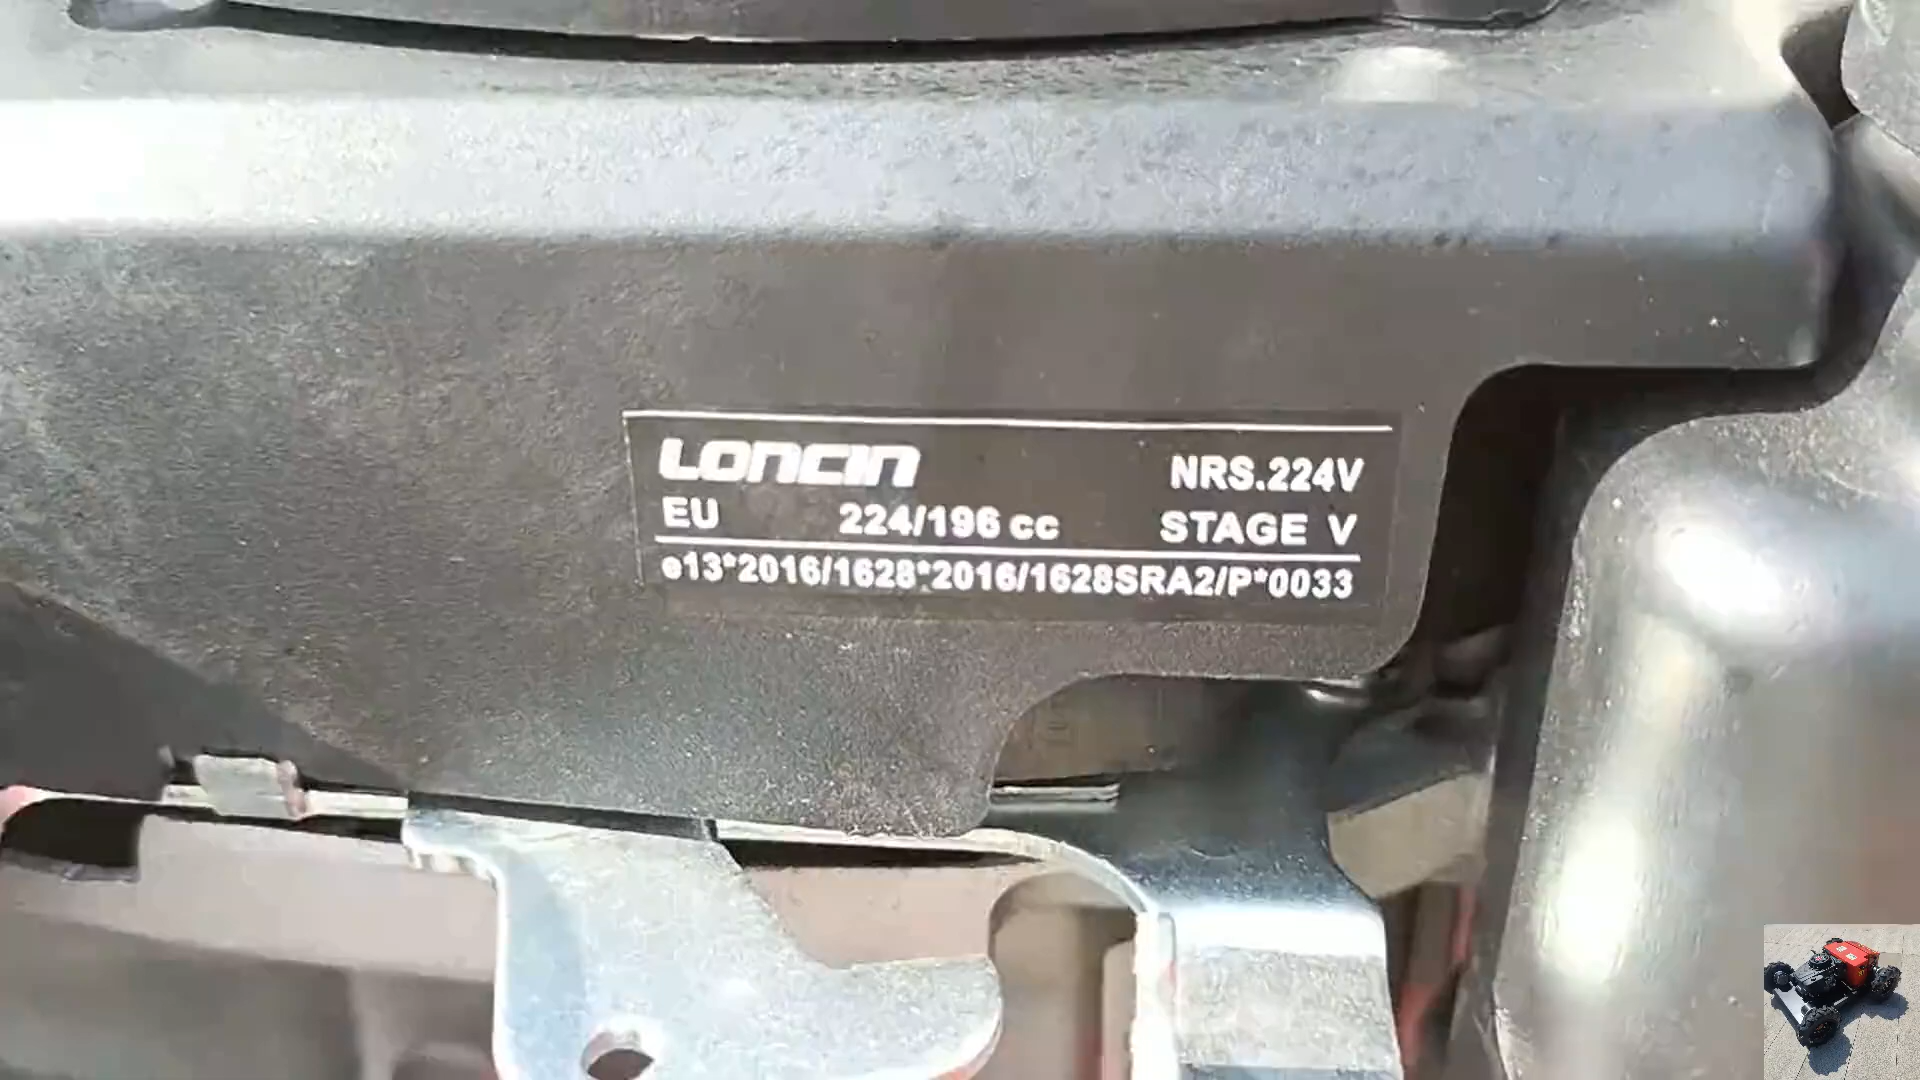 LONCIN NRS.224V
EU 224/196 cc STAGE V
e13*2016/1628*2016/1628SRA2/P*0033